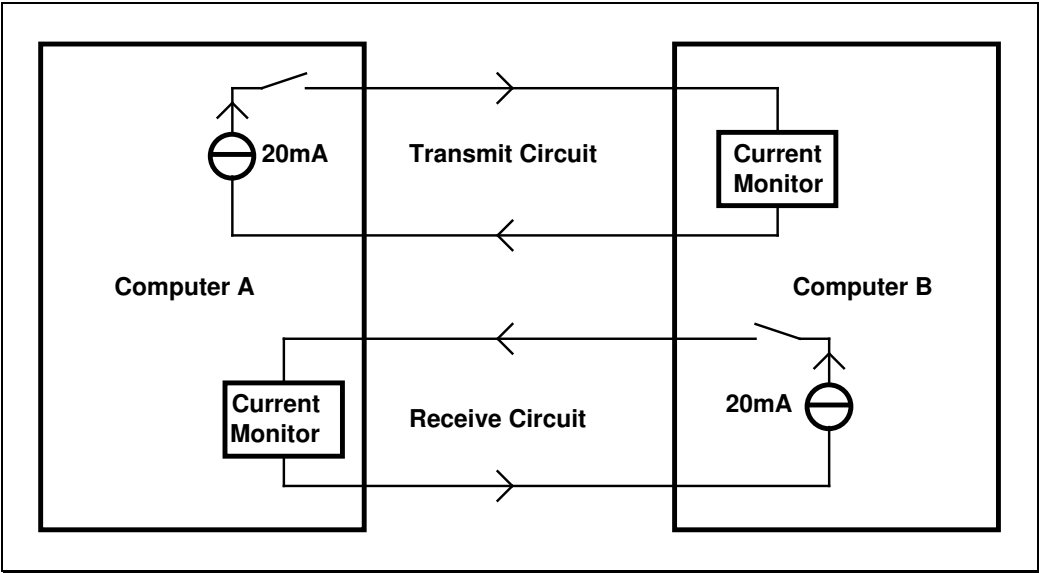 20mA
Transmit Circuit
Current
Monitor
Computer A
Computer B
Current
Monitor
Receive Circuit
20mA